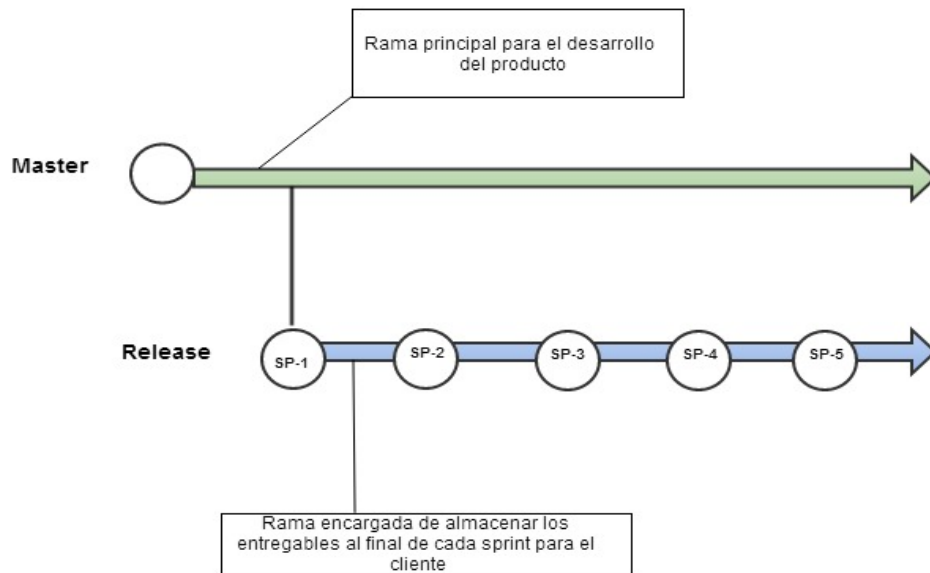 Rama principal para el desarrollo
del producto
Master
Release
SP-1
SP-2
SP-3
SP-4
SP-5
Rama encargada de almacenar los
entregables al final de cada sprint para el
cliente